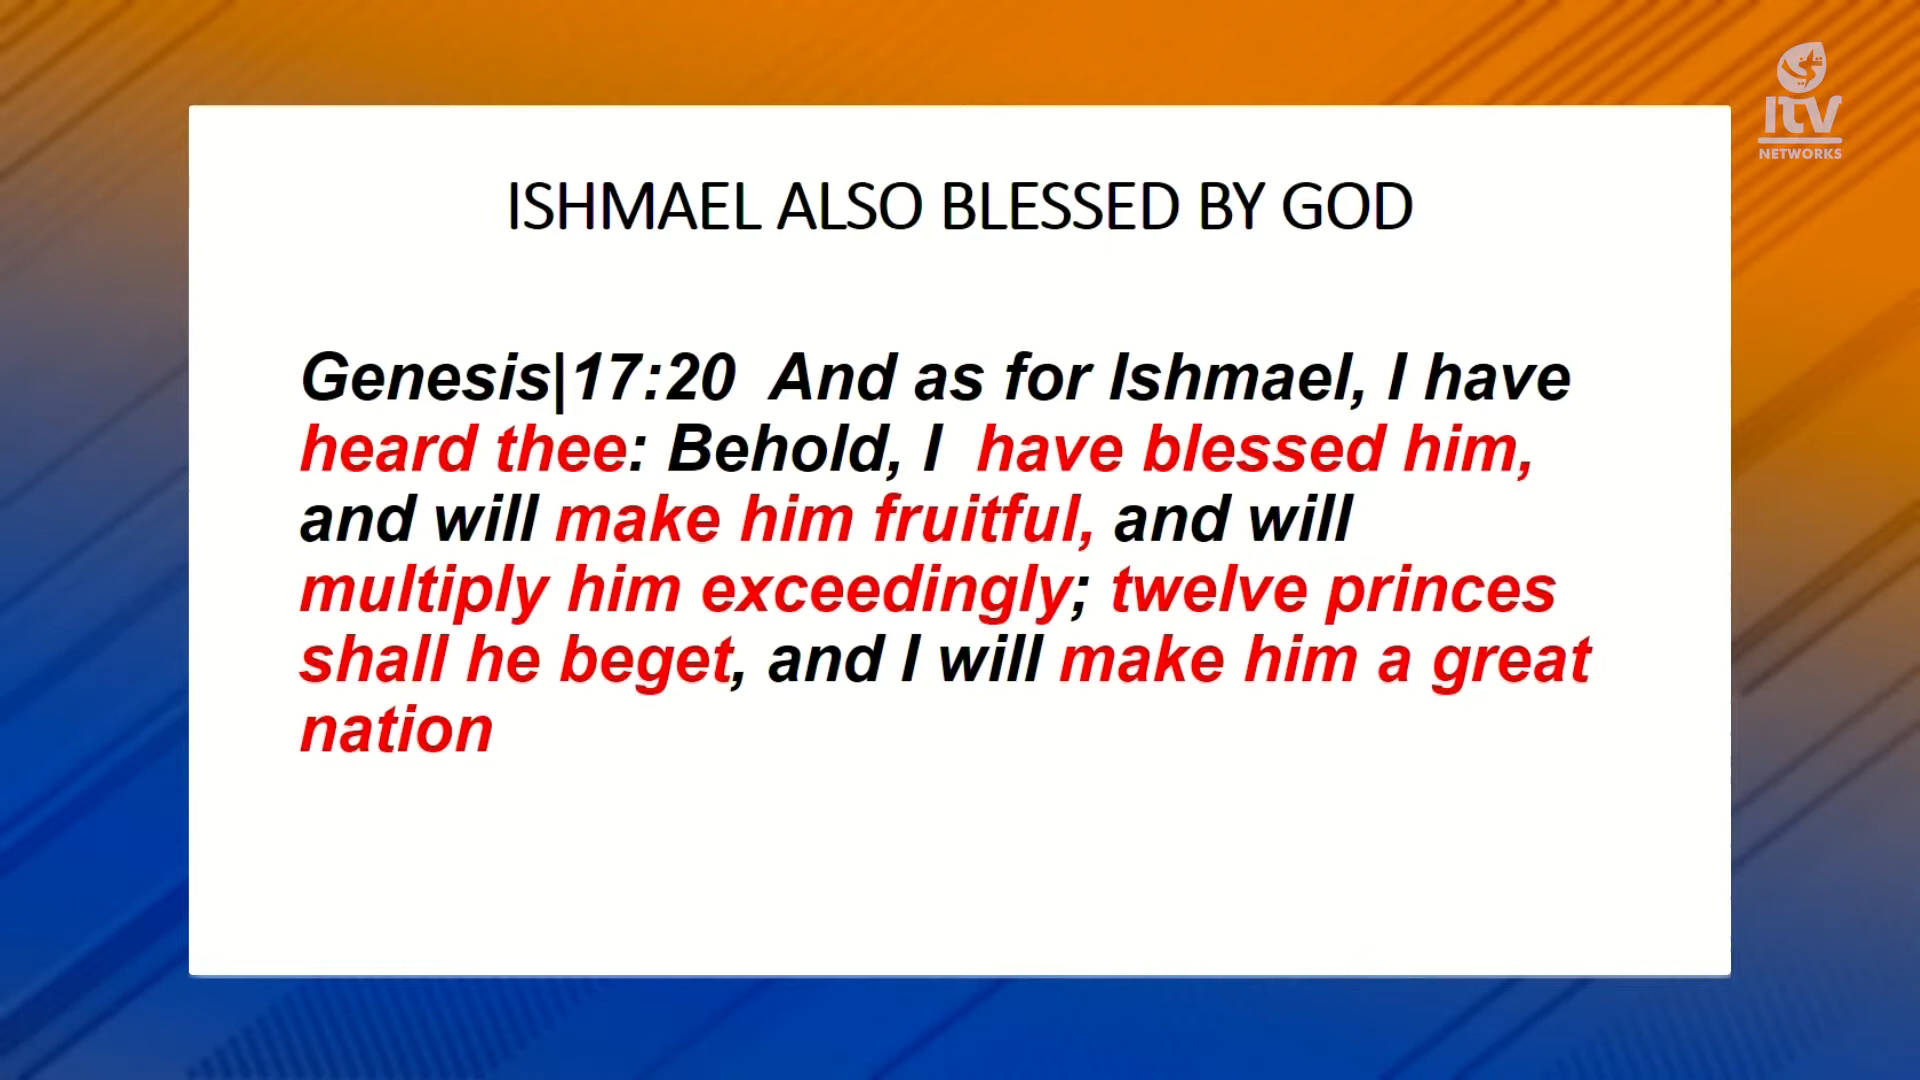 ITV
NETWORKS
ISHMAEL ALSO BLESSED BY GOD
Genesis|17:20  And as for Ishmael, I have
heard thee: Behold, I  have blessed him,
and will make him fruitful, and will
multiply him exceedingly; twelve princes
shall he beget, and I will make him a great
nation